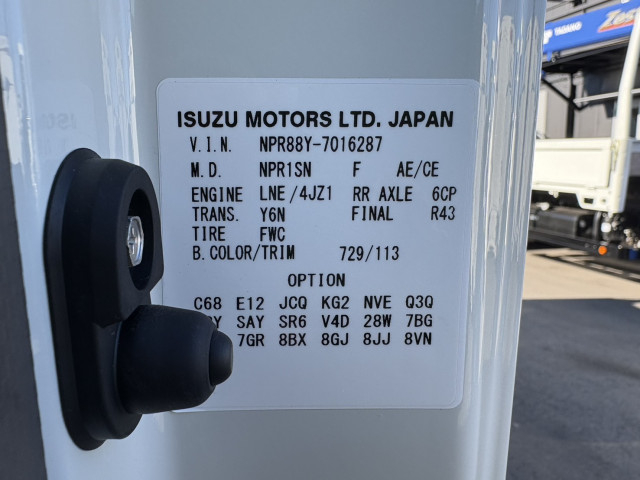 ISUZU MOTORS LTD. JAPAN
V.I.N. NPR88Y-7016287
M.D. NPR1SN F AE/CE
ENGINE LNE/4JZ1 RR AXLE 6CP
TRANS. Y6N FINAL R43
TIRE FWC
B.COLOR/TRIM 729/113
OPTION
C68 E12 JCQ KG2 NVE Q3Q
SAY SR6 V4D 28W 7BG
7GR 8BX 8GJ 8JJ 8VN
TADANO